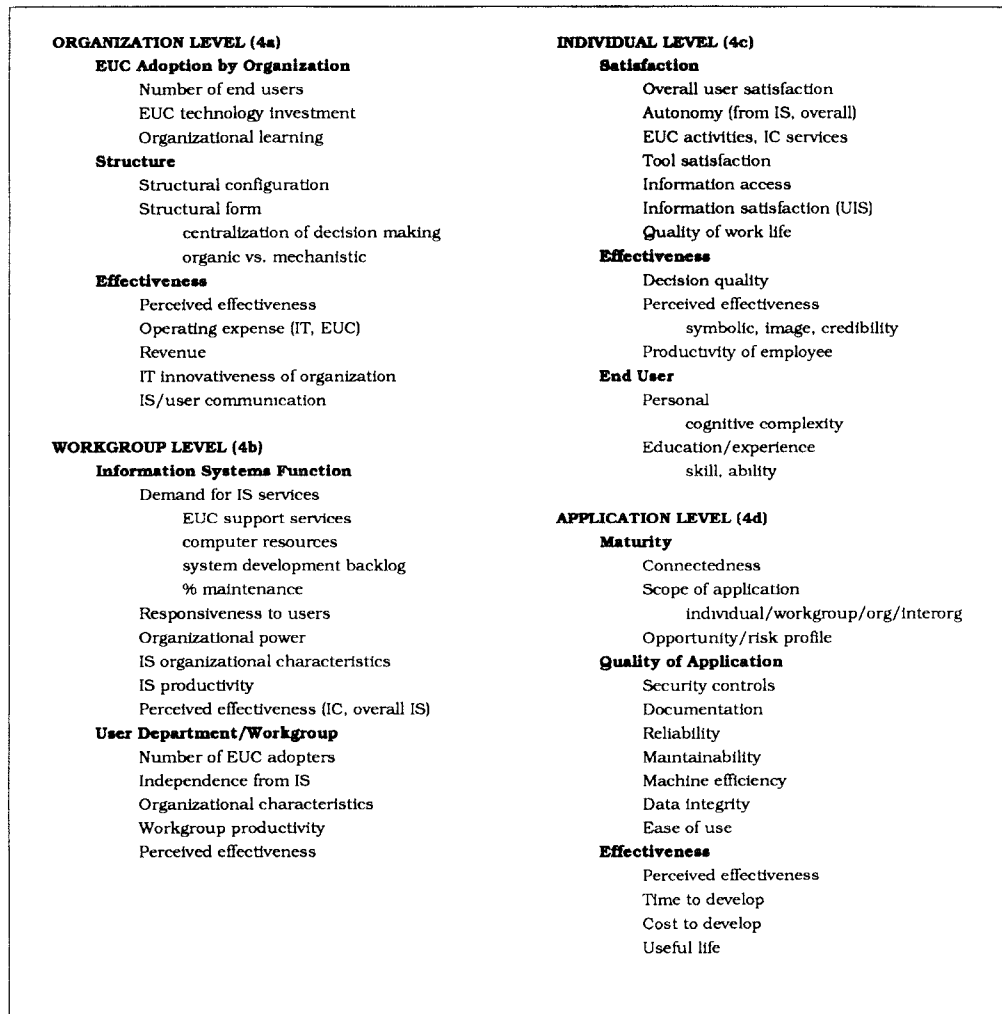 ORGANIZATION LEVEL (4a)
EUC Adoption by Organization
Number of end users
EUC technology investment
Organizational learning
Structure
Structural configuration
Structural form
centralization of decision making
organic vs. mechanistic
Effectiveness
Perceived effectiveness
Operating expense (IT, EUC)
Revenue
IT innovativeness of organization
IS/user communication
WORKGROUP LEVEL (4b)
Information Systems Function
Demand for IS services
EUC support services
computer resources
system development backlog
% maintenance
Responsiveness to users
Organizational power
IS organizational characteristics
IS productivity
Perceived effectiveness (IC, overall IS)
User Department/Workgroup
Number of EUC adopters
Independence from IS
Organizational characteristics
Workgroup productivity
Perceived effectiveness
INDIVIDUAL LEVEL (4c)
Satisfaction
Overall user satisfaction
Autonomy (from IS, overall)
EUC activities, IC services
Tool satisfaction
Information access
Information satisfaction (UIS)
Quality of work life
Effectiveness
Decision quality
Perceived effectiveness
symbolic, image, credibility
Productivity of employee
End User
Personal
cognitive complexity
Education/experience
skill, ability
APPLICATION LEVEL (4d)
Maturity
Connectedness
Scope of application
individual/workgroup/org/interorg
Opportunity/risk profile
Quality of Application
Security controls
Documentation
Reliability
Maintainability
Machine efficiency
Data integrity
Ease of use
Effectiveness
Perceived effectiveness
Time to develop
Cost to develop
Useful life